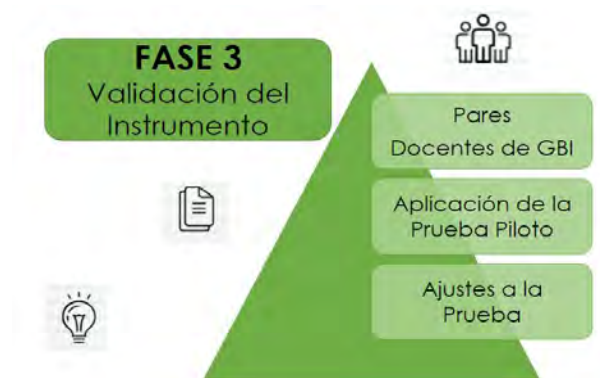 FASE 3
Validación del
Instrumento
Pares
Docentes de GBI
Aplicación de la
Prueba Piloto
Ajustes a la
Prueba